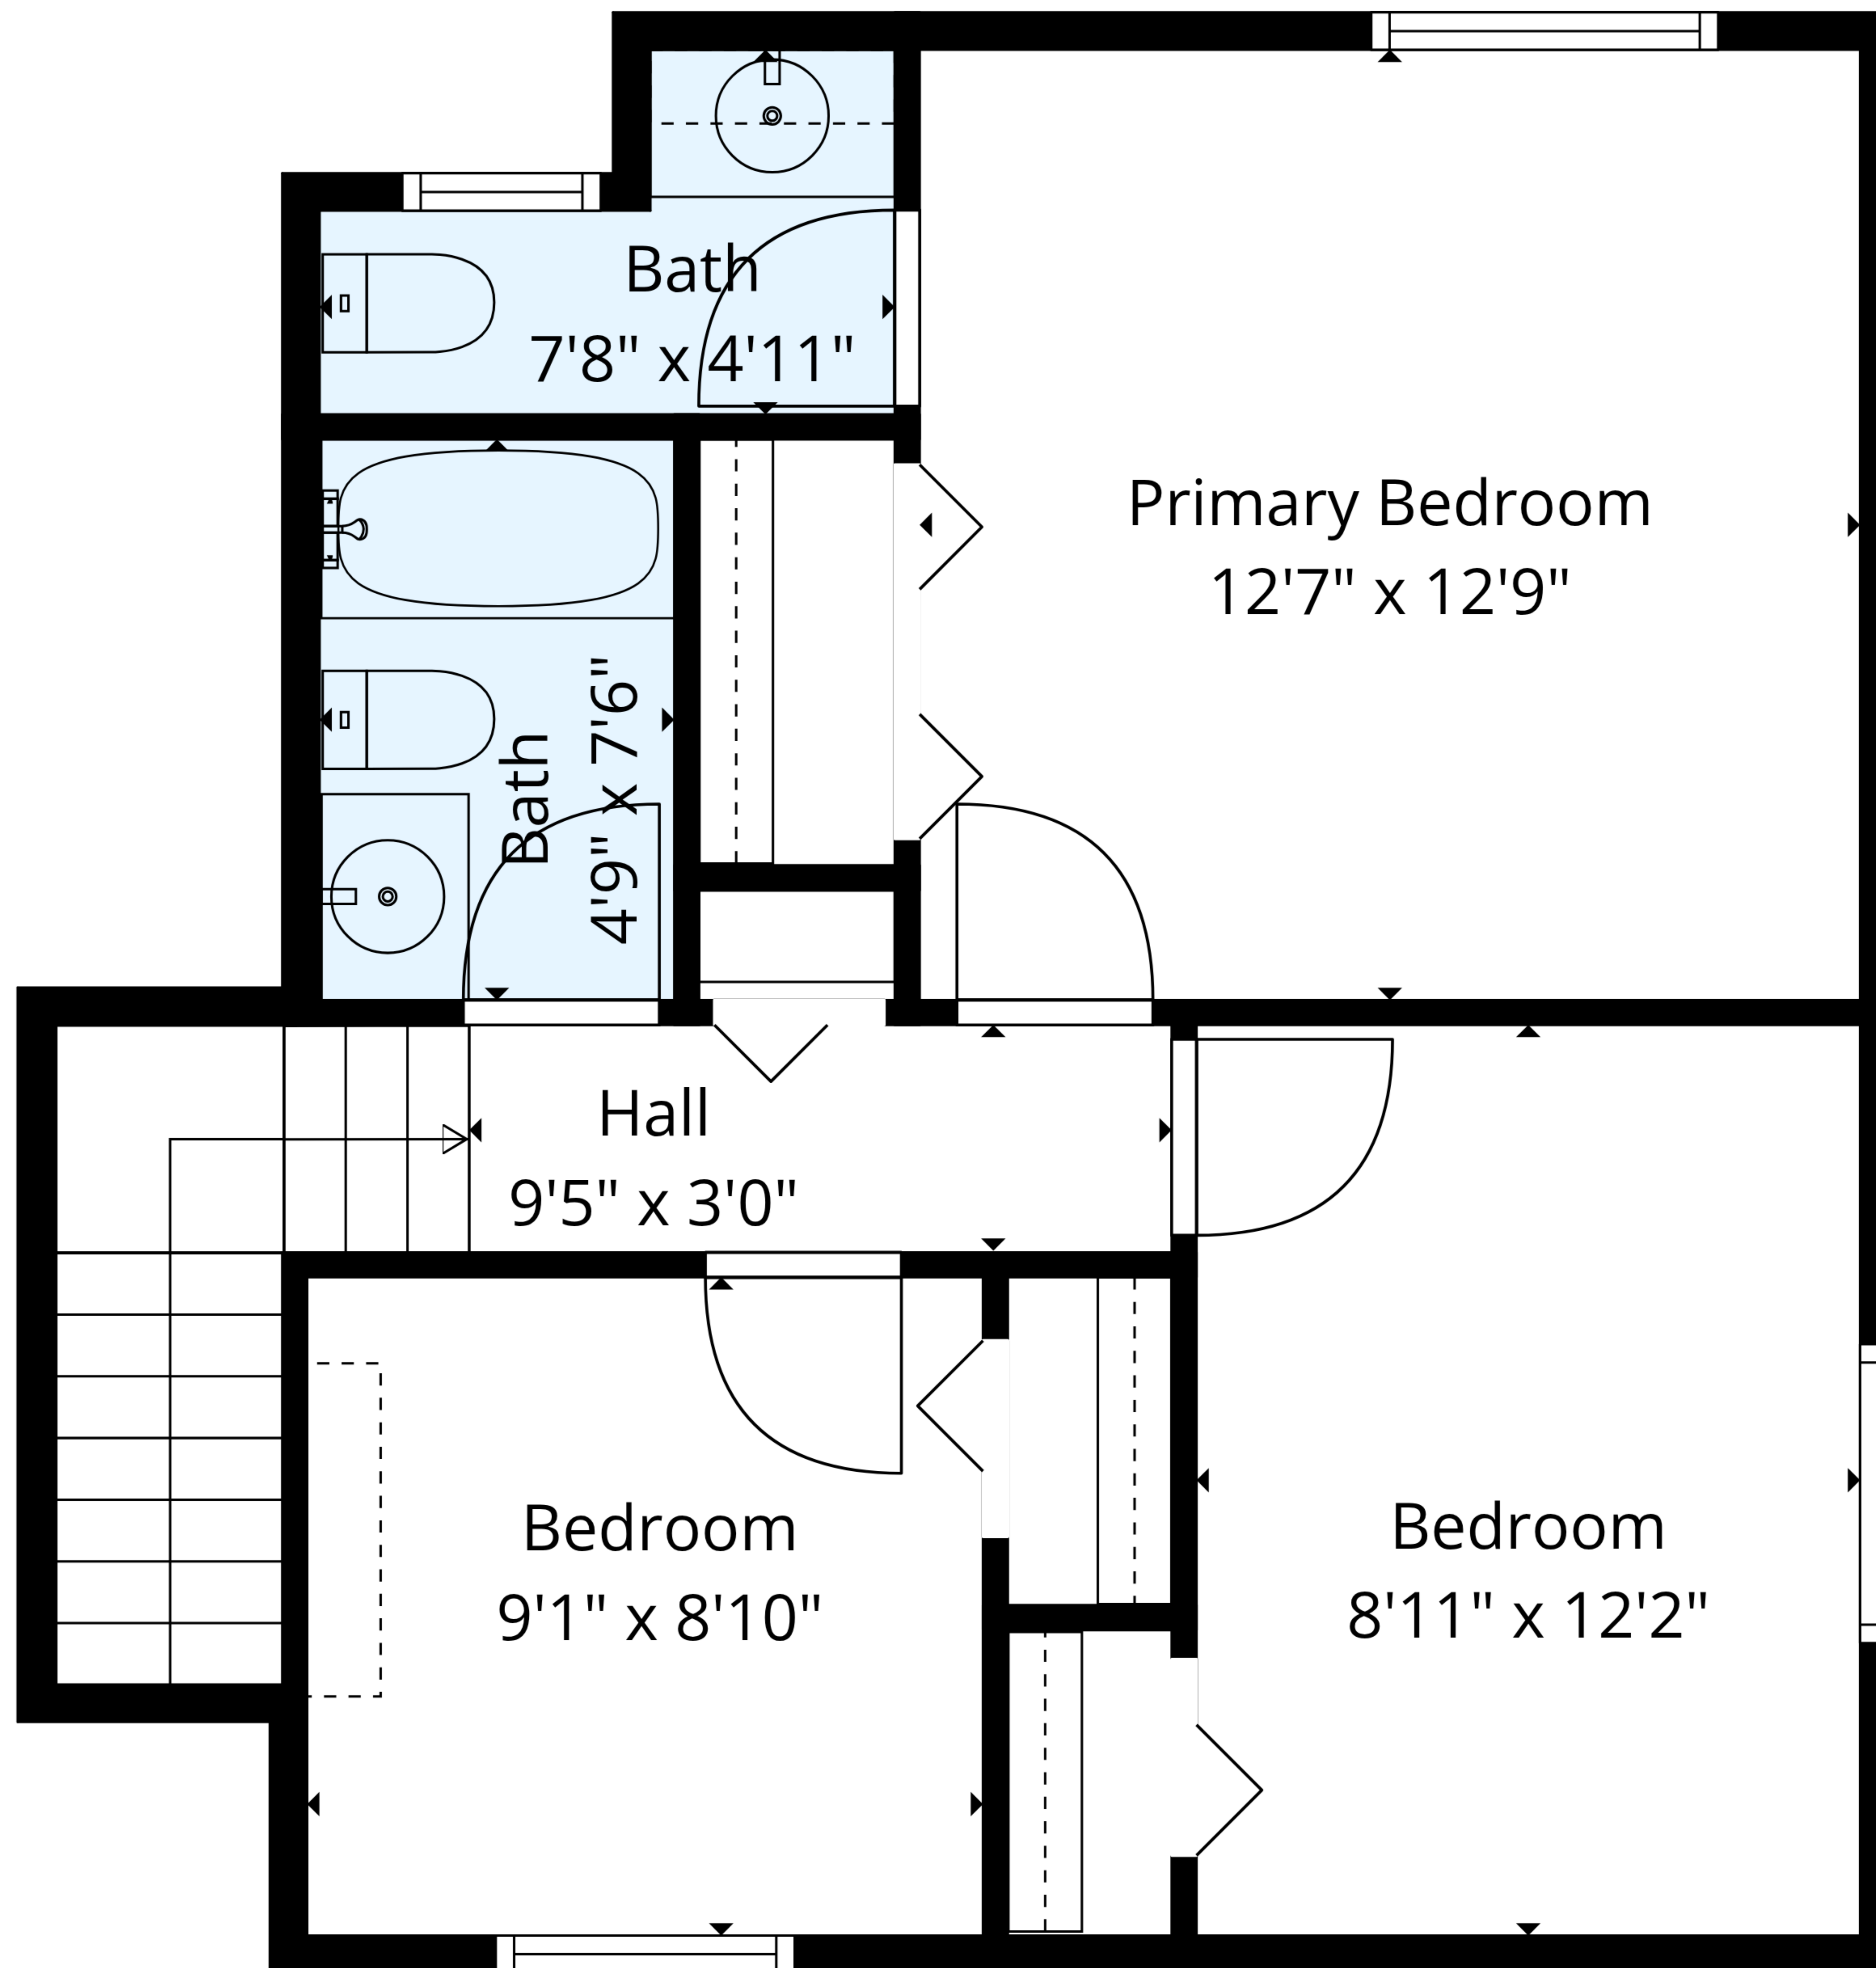 Bath
7'8" x 4'11"
Primary Bedroom
12'7" x 12'9"
Bath
4'9" x 7'6"
Hall
9'5" x 3'0"
Bedroom
9'1" x 8'10"
Bedroom
8'11" x 12'2"